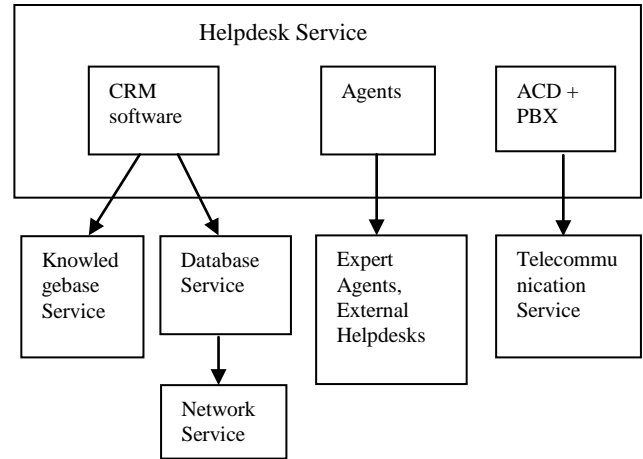 Helpdesk Service
CRM
software
Agents
ACD +
PBX
Knowled
gebase
Service
Database
Service
Expert
Agents,
External
Helpdesks
Telecommu
nication
Service
Network
Service